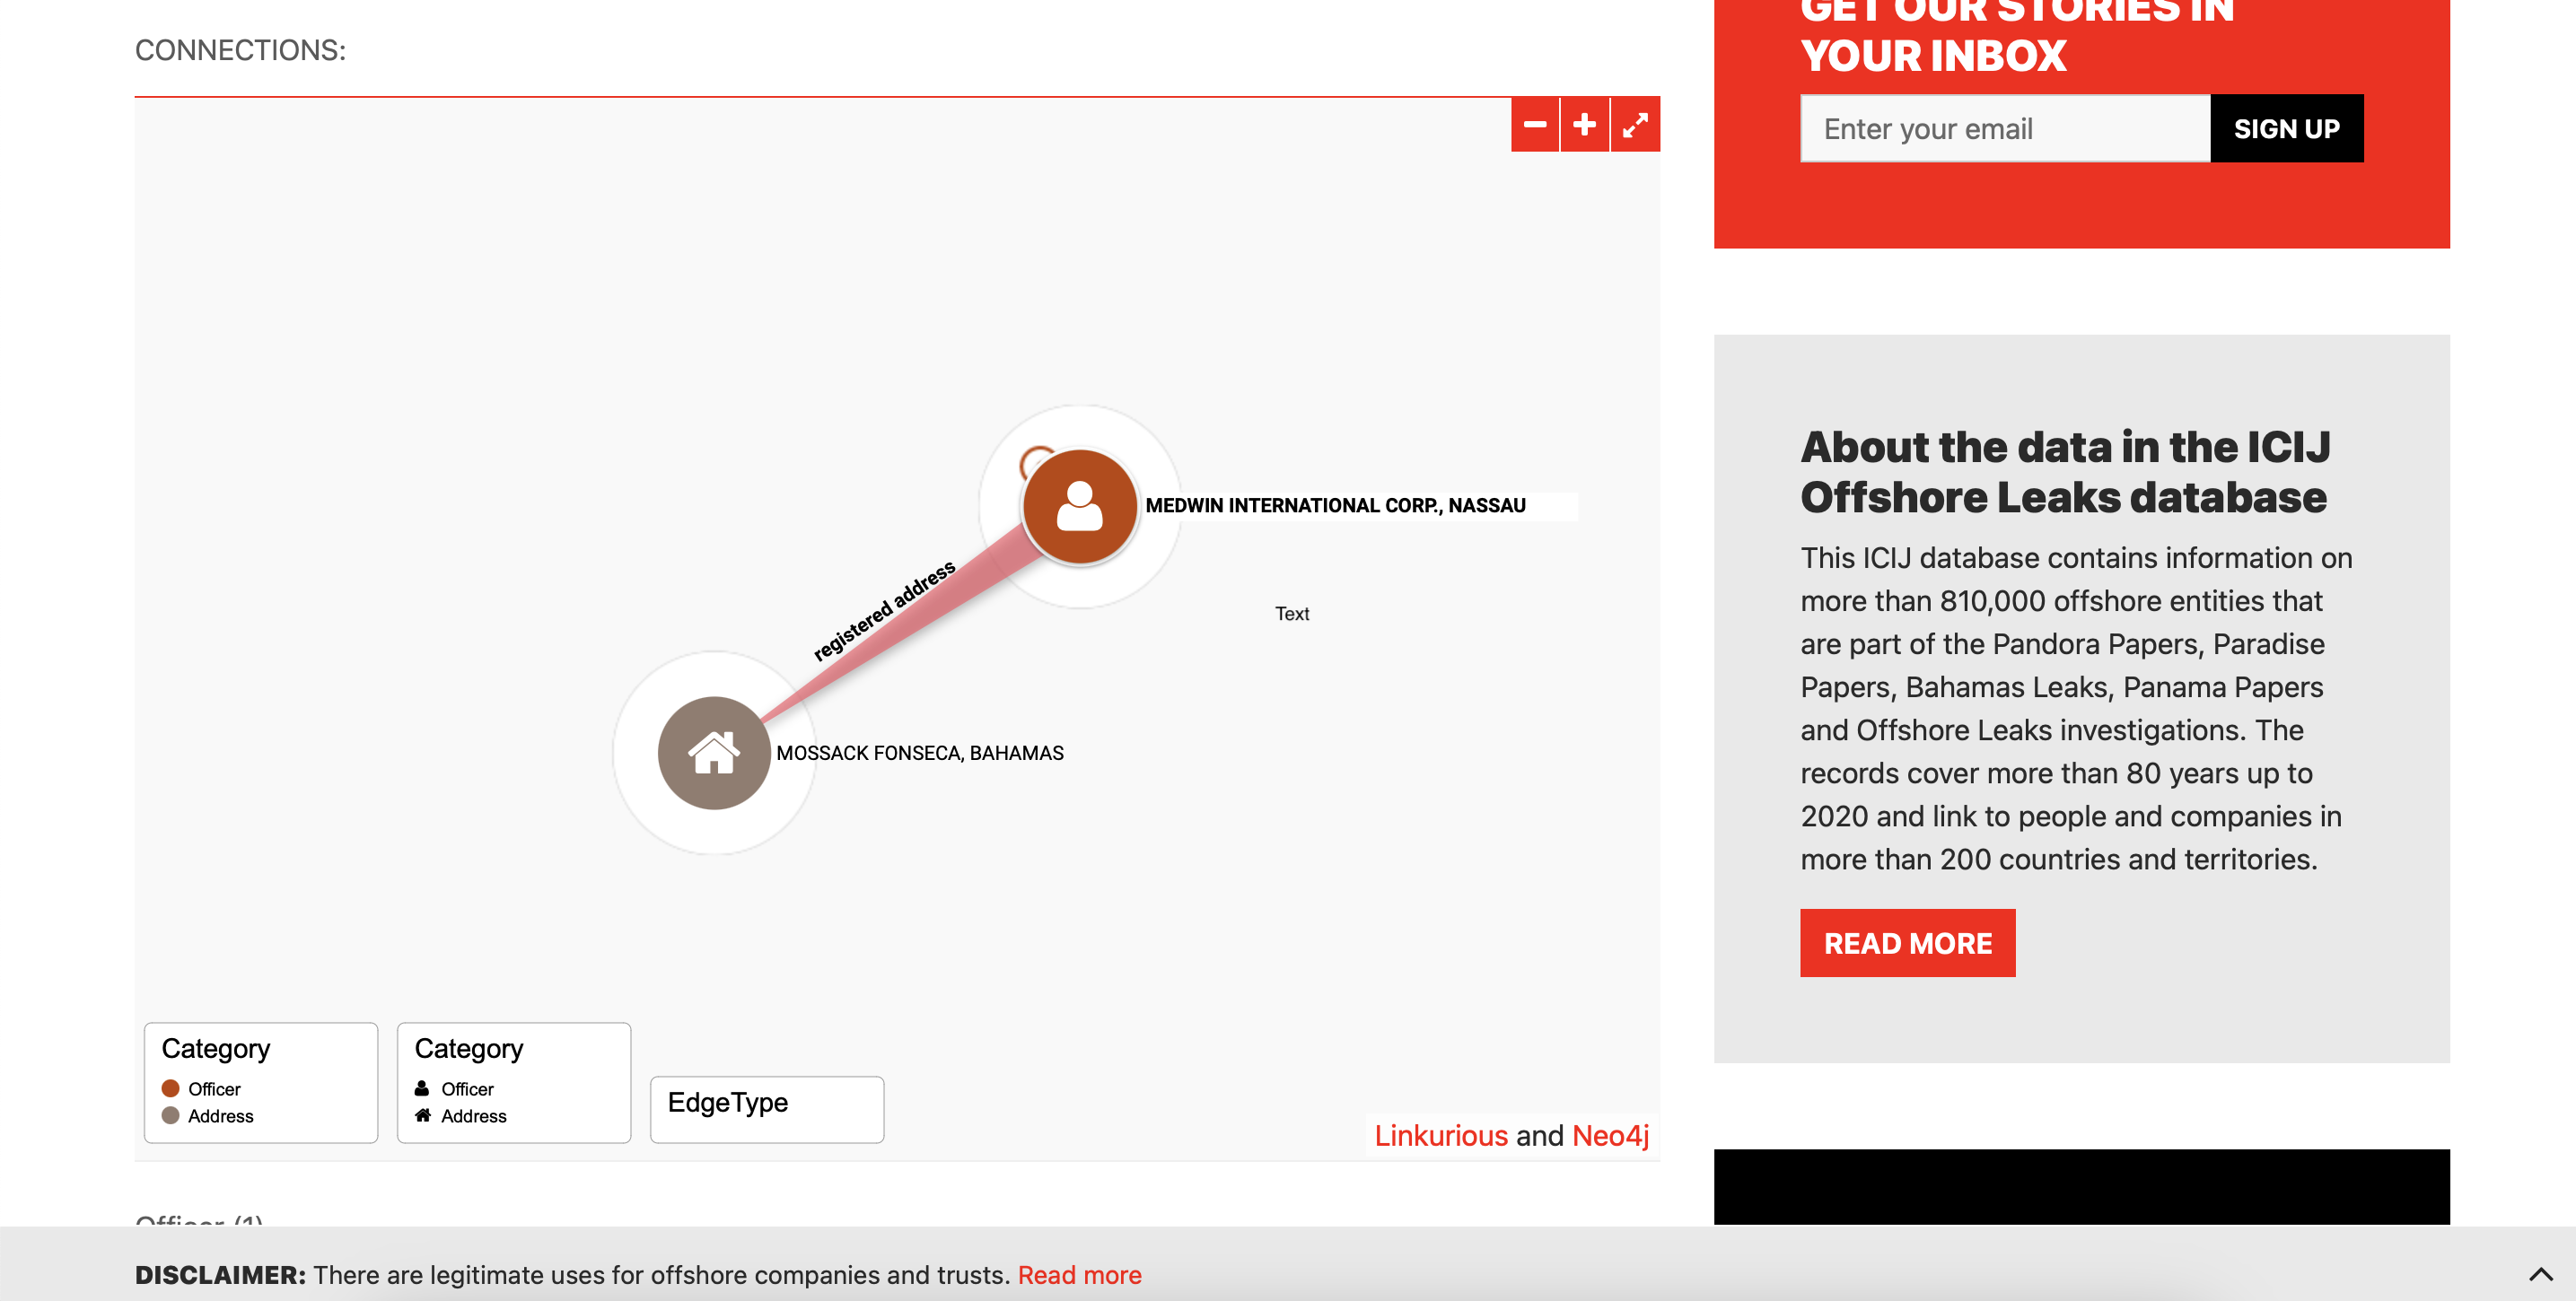 CONNECTIONS:
MEDWIN INTERNATIONAL CORP., NASSAU
registered address
Text
MOSSACK FONSECA, BAHAMAS
Category
Officer
Address
Category
Officer
Address
EdgeType
Linkurious and Neo4j
Officer (1)
GET OUR STORIES IN
YOUR INBOX
Enter your email
SIGN UP
About the data in the ICIJ
Offshore Leaks database
This ICIJ database contains information on
more than 810,000 offshore entities that
are part of the Pandora Papers, Paradise
Papers, Bahamas Leaks, Panama Papers
and Offshore Leaks investigations. The
records cover more than 80 years up to
2020 and link to people and companies in
more than 200 countries and territories.
READ MORE
DISCLAIMER: There are legitimate uses for offshore companies and trusts. Read more